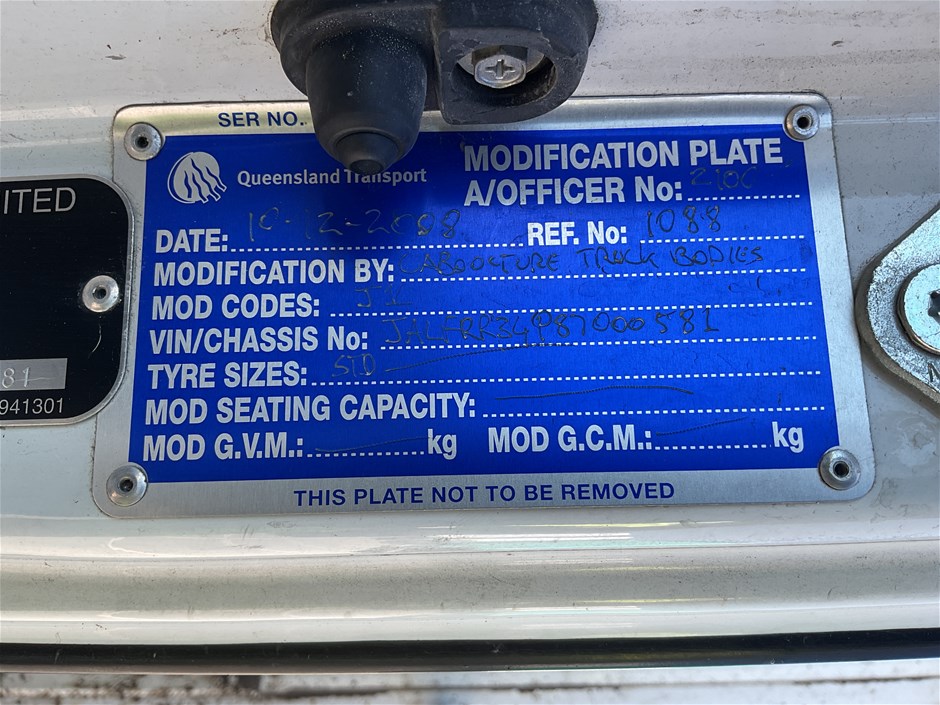 SER NO.
Queensland Transport
MODIFICATION PLATE
A/OFFICER No:
DATE: 10-12-2008
REF. No: 1088
MODIFICATION BY: CABOOLTURE TRUCK BODIES
MOD CODES: J1
VIN/CHASSIS No:
TYRE SIZES: STD
MOD SEATING CAPACITY:
MOD G.V.M.: kg MOD G.C.M.: kg
THIS PLATE NOT TO BE REMOVED
ITED
81
941301